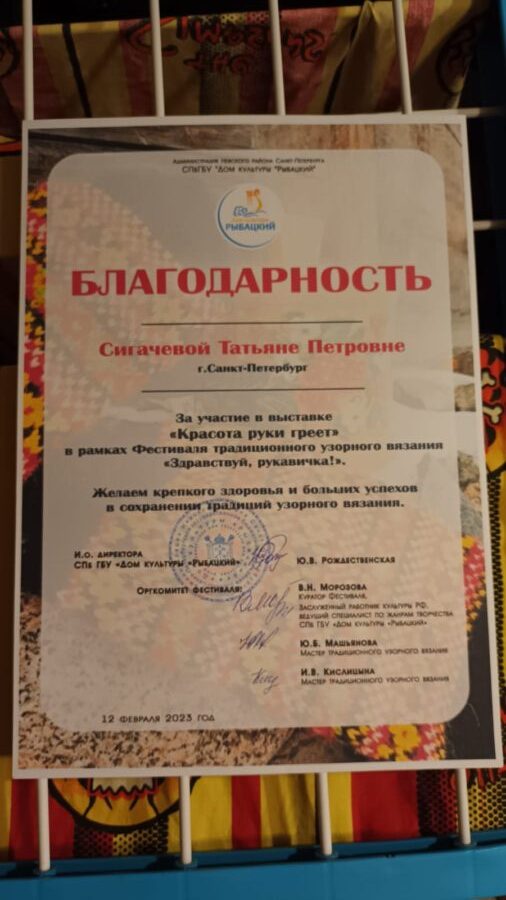 Администрация Невского района Санкт-Петербурга
СПбГБУ "Дом культуры "Рыбацкий"
РЫБАЦКИЙ
БЛАГОДАРНОСТЬ
Сигачевой Татьяне Петровне
г.Санкт-Петербург
За участие в выставке
«Красота руки греет»
в рамках Фестиваля традиционного узорного вязания
«Здравствуй, рукавичка!».
Желаем крепкого здоровья и больших успехов
в сохранении традиций узорного вязания.
И.о. директора
СПб ГБУ «Дом культуры «Рыбацкий»
Ю.В. Рождественская
Оргкомитет фестиваля:
В.Н. Морозова
Куратор Фестиваля,
Заслуженный работник культуры РФ,
ведущий специалист по жанрам творчества
СПб ГБУ «Дом культуры «Рыбацкий»
Ю.Б. Машьянова
Мастер традиционного узорного вязания
И.В. Кислицына
Мастер традиционного узорного вязания
12 февраля 2023 год